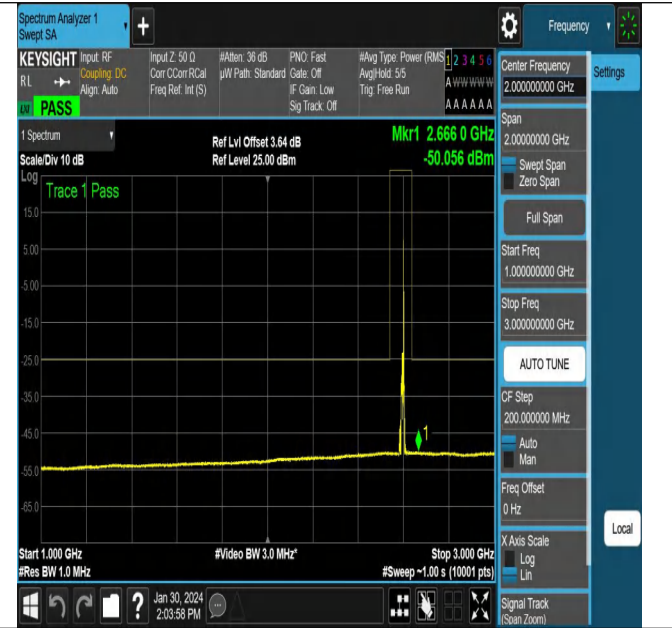 Spectrum Analyzer 1
Swept SA
+
Frequency
KEYSIGHT
Input: RF
Input Z: 50 Ω
#Atten: 36 dB
PNO: Fast
#Avg Type: Power (RMS
1 2 3 4 5 6
RL
Coupling: DC
Corr CCorr RCal
µW Path: Standard
Gate: Off
Avg|Hold: 5/5
A W W W W W
Align: Auto
Freq Ref: Int (S)
IF Gain: Low
Trig: Free Run
PASS
Sig Track: Off
A A A A A A
1 Spectrum
Ref Lvl Offset 3.64 dB
Mkr1 2.666 0 GHz
Scale/Div 10 dB
Ref Level 25.00 dBm
-50.056 dBm
Log
Trace 1 Pass
15.0
5.00
-5.00
-15.0
-25.0
-35.0
-45.0
-55.0
-65.0
1
Start 1.000 GHz
#Video BW 3.0 MHz*
Stop 3.000 GHz
#Res BW 1.0 MHz
#Sweep ~1.00 s (10001 pts)
Center Frequency
2.000000000 GHz
Settings
Span
2.00000000 GHz
Swept Span
Zero Span
Full Span
Start Freq
1.000000000 GHz
Stop Freq
3.000000000 GHz
AUTO TUNE
CF Step
200.000000 MHz
Auto
Man
Freq Offset
0 Hz
X Axis Scale
Log
Lin
Local
Signal Track
(Span Zoom)
?
Jan 30, 2024
2:03:58 PM